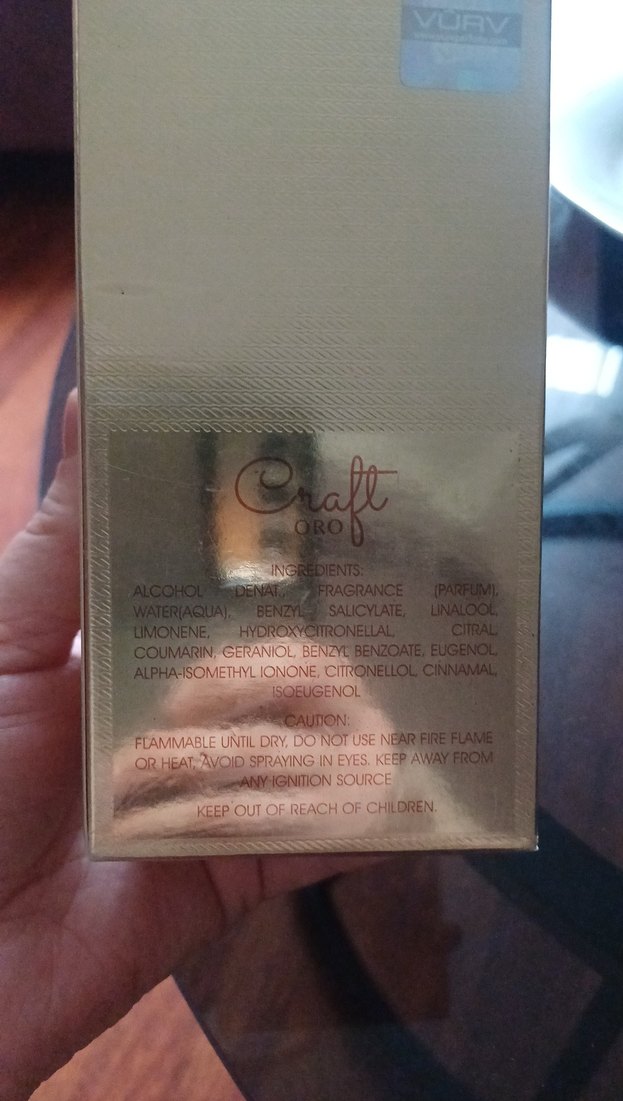 VURV
Craft
ORO
INGREDIENTS:
ALCOHOL DENAT, FRAGRANCE (PARFUM),
WATER(AQUA), BENZYL SALICYLATE, LINALOOL,
LIMONENE, HYDROXYCITRONELLAL, CITRAL,
COUMARIN, GERANIOL, BENZYL BENZOATE, EUGENOL,
ALPHA-ISOMETHYL IONONE, CITRONELLOL, CINNAMAL,
ISOEUGENOL
CAUTION:
FLAMMABLE UNTIL DRY, DO NOT USE NEAR FIRE FLAME
OR HEAT, AVOID SPRAYING IN EYES. KEEP AWAY FROM
ANY IGNITION SOURCE
KEEP OUT OF REACH OF CHILDREN.